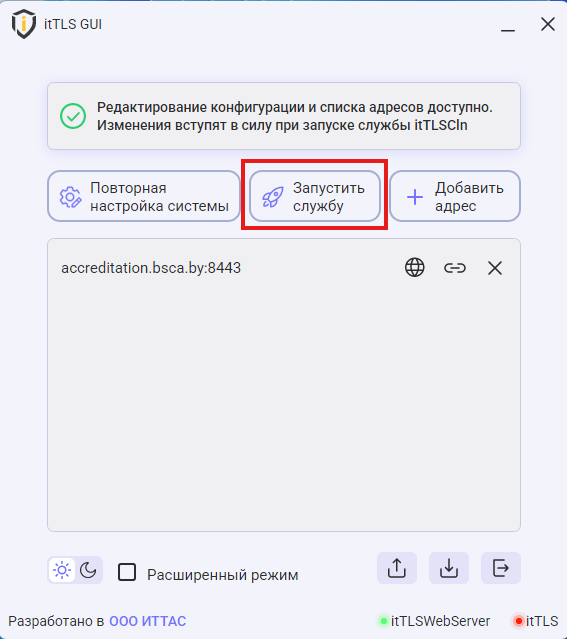 itTLS GUI
Редактирование конфигурации и списка адресов доступно.
Изменения вступят в силу при запуске службы itTLSCln
Повторная
настройка системы
Запустить
службу
Добавить
адрес
accreditation.bsca.by:8443
Расширенный режим
Разработано в ООО ИТТАС
itTLSWebServer
itTLS